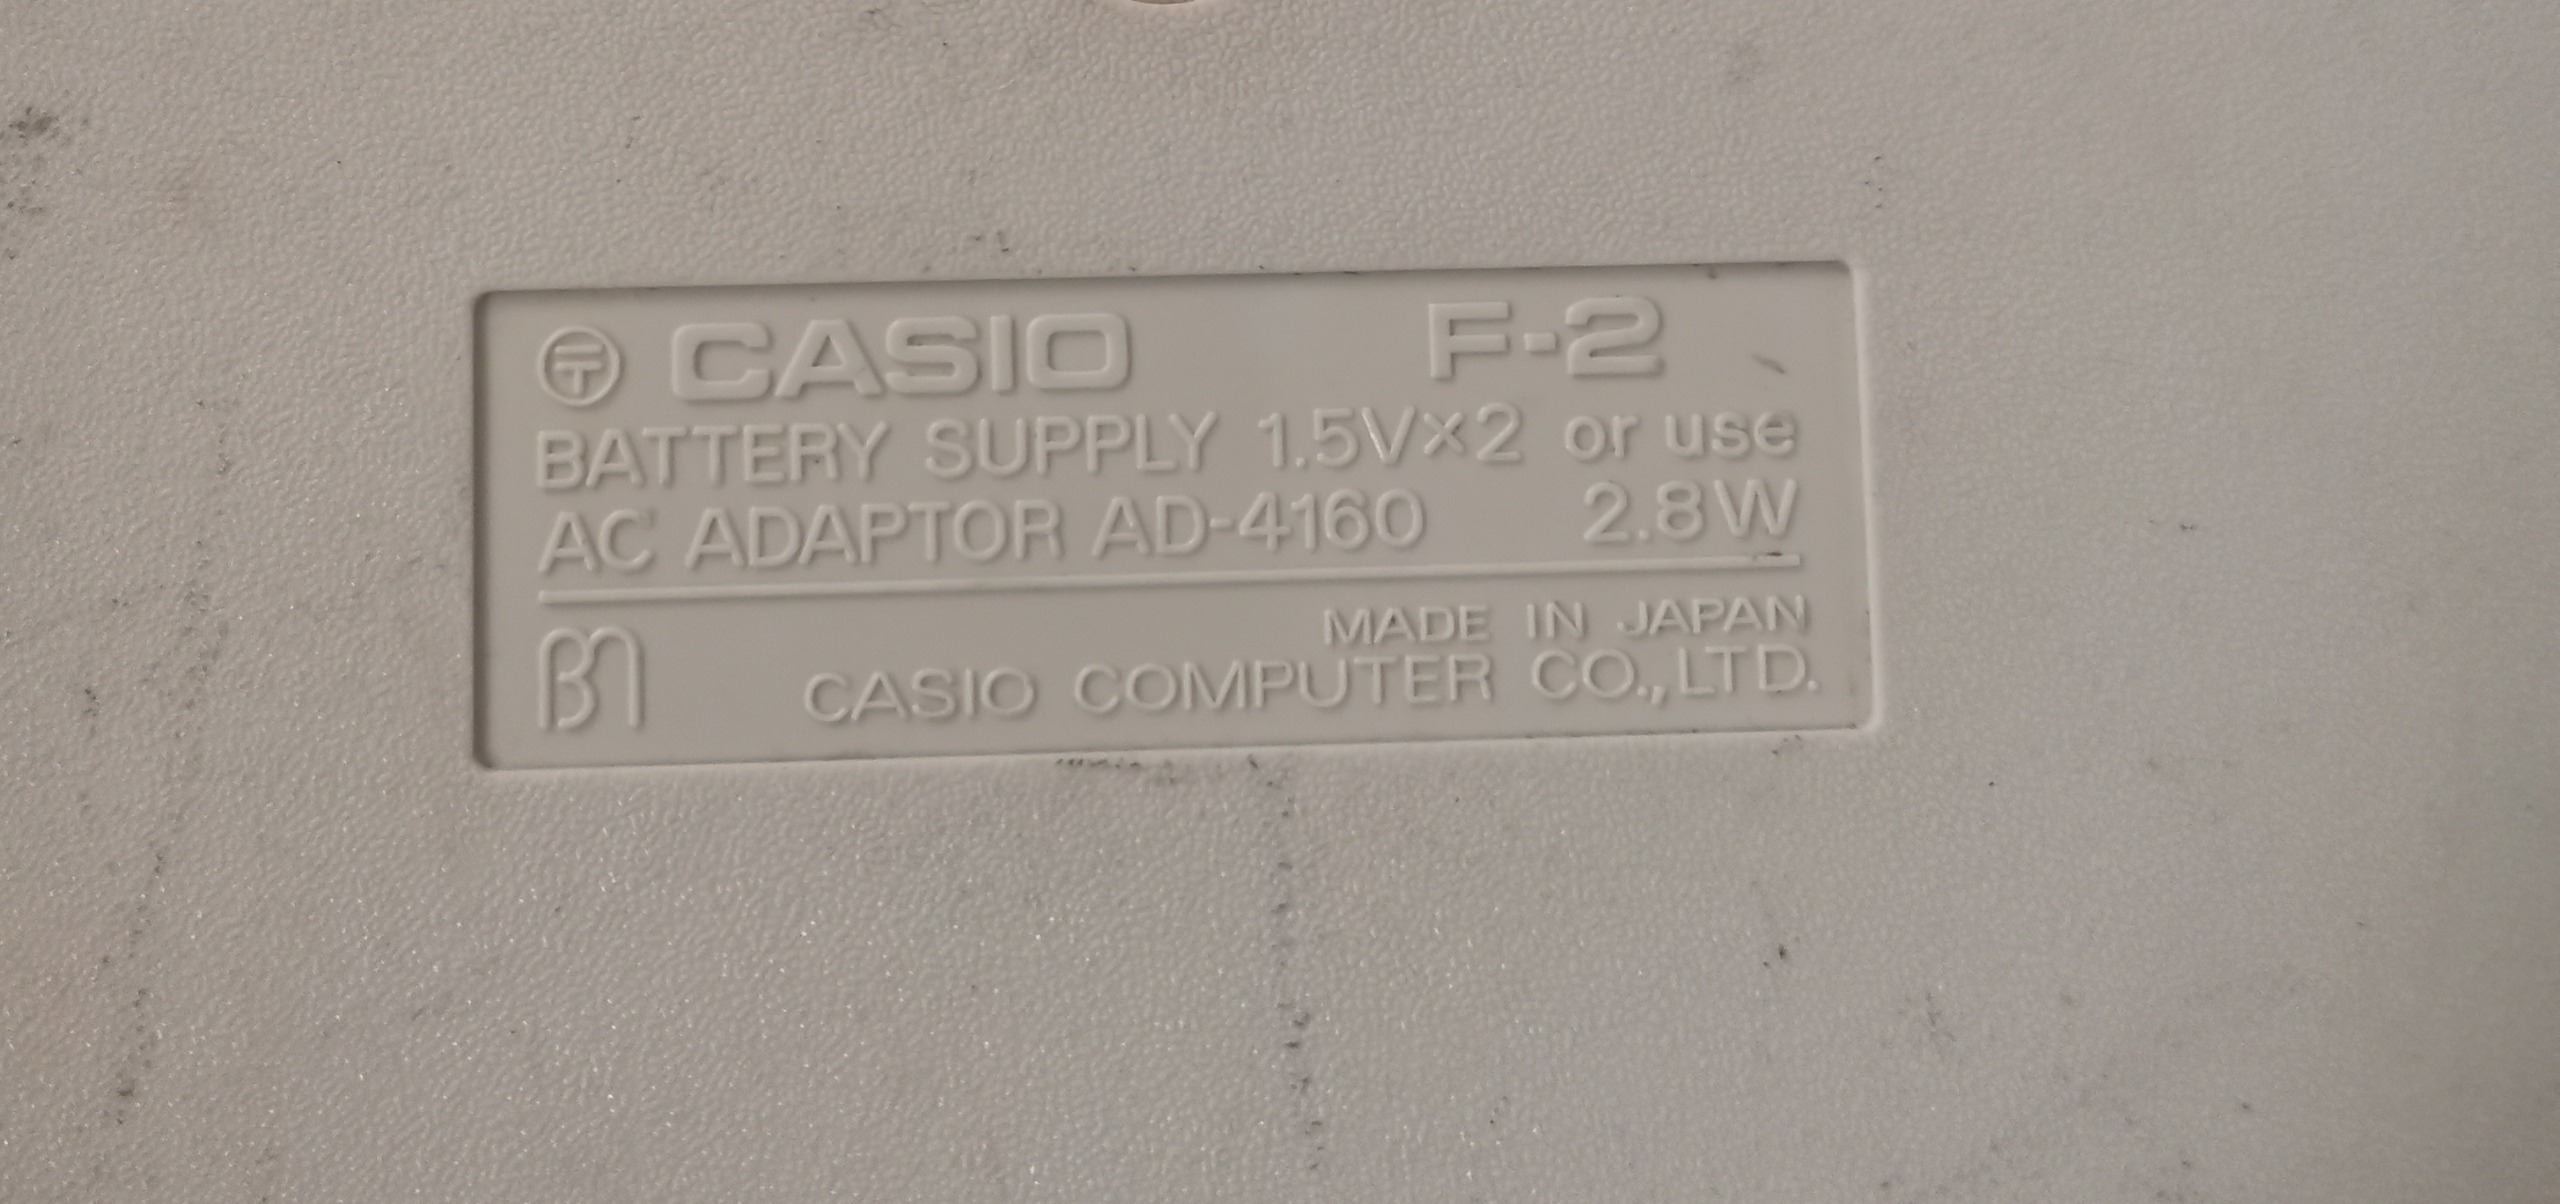 CASIO F-2
BATTERY SUPPLY 1.5V×2 or use
AC ADAPTOR AD-4160 2.8W
MADE IN JAPAN
CASIO COMPUTER CO.,LTD.